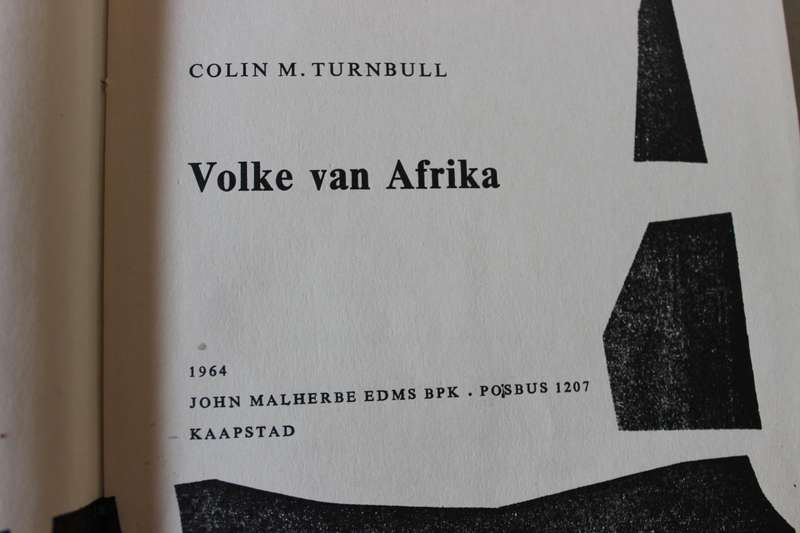 COLIN M. TURNBULL
Volke van Afrika
1964
JOHN MALHERBE EDMS BPK . POSBUS 1207
KAAPSTAD